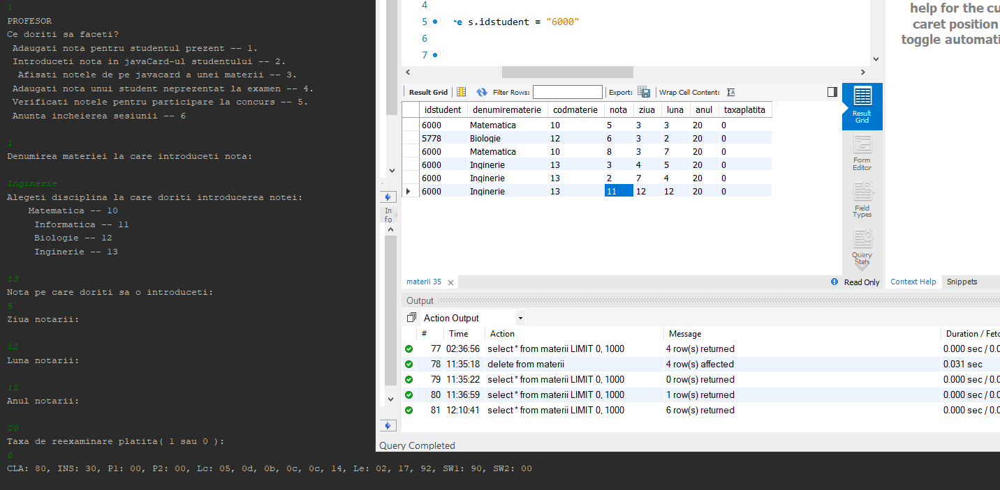 1
PROFESOR
Ce doriti sa faceti?
Adaugati nota pentru studentul prezent -- 1.
Introduceti nota in javaCard-ul studentului -- 2.
Afisati notele de pe javacard a unei materii -- 3.
Adaugati nota unui student neprezentat la examen -- 4.
Verificati notele pentru participare la concurs -- 5.
Anunta incheierea sesiunii -- 6
1
Denumirea materiei la care introduceti nota:
Inginerie
Alegeti disciplina la care doriti introducerea notei:
Matematica -- 10
Informatica -- 11
Biologie -- 12
Inginerie -- 13
13
Nota pe care doriti sa o introduceti:
5
Ziua notarii:
12
Luna notarii:
12
Anul notarii:
20
Taxa de reexaminare platita( 1 sau 0 ):
0
CLA: 80, INS: 30, P1: 00, P2: 00, Lc: 05, 0d, 0b, 0c, 0c, 14, Le: 02, 17, 92, SW1: 90, SW2: 00
4
5 re s.idstudent = "6000"
6
7
help for the cu
caret position
toggle automati
Result Grid Filter Rows: Export: Wrap Cell Content:
idstudent denumirematerie codmaterie nota ziua luna anul taxaplatita
6000 Matematica 10 5 3 3 20 0
5778 Biologie 12 6 3 2 20 0
6000 Matematica 10 8 3 7 20 0
6000 Inginerie 13 3 4 5 20 0
6000 Inginerie 13 2 7 4 20 0
6000 Inginerie 13 11 12 12 20 0
Result
Grid
Form
Editor
Field
Types
Query
Stats
In
fo
materii 35
Read Only
Context Help Snippets
Output
Action Output
# Time Action Message Duration / Fetc
77 02:36:56 select * from materii LIMIT 0, 1000 4 row(s) returned 0.000 sec / 0.0
78 11:35:18 delete from materii 4 row(s) affected 0.031 sec
79 11:35:22 select * from materii LIMIT 0, 1000 0 row(s) returned 0.000 sec / 0.0
80 11:36:59 select * from materii LIMIT 0, 1000 1 row(s) returned 0.000 sec / 0.0
81 12:10:41 select * from materii LIMIT 0, 1000 6 row(s) returned 0.000 sec / 0.0
Query Completed